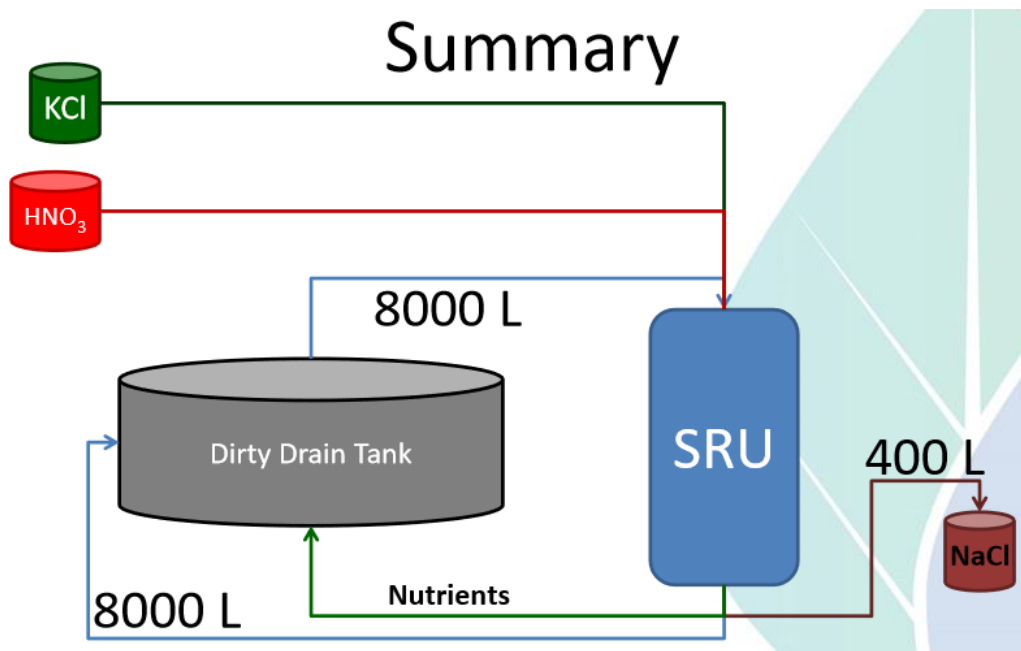 Summary
KCl
HNO₃
8000 L
Dirty Drain Tank
SRU
400 L
NaCl
Nutrients
8000 L